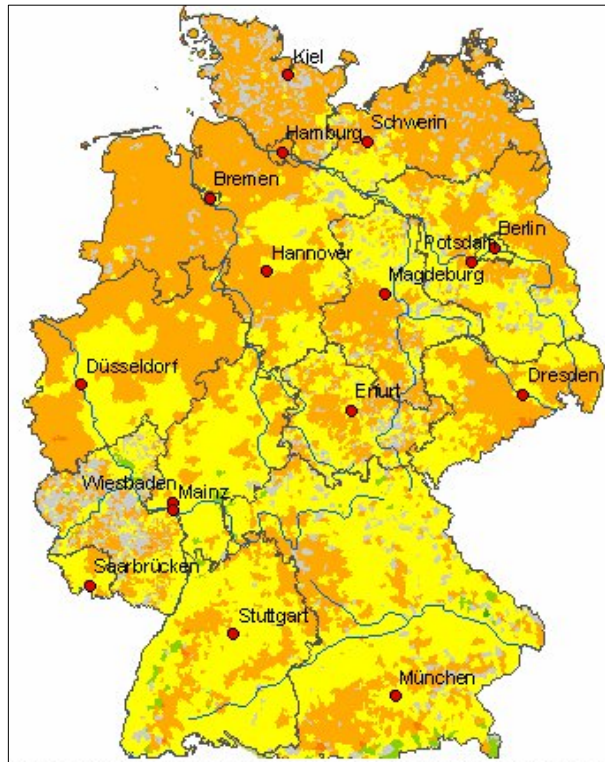 Kiel
Schwerin
Hamburg
Bremen
Berlin
Potsdam
Hannover
Magdeburg
Düsseldorf
Erfurt
Dresden
Wiesbaden
Mainz
Saarbrücken
Stuttgart
München